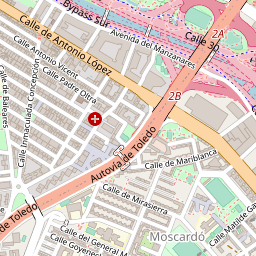 Bypass sur
Avenida del Manzanares
Calle 30
Calle de Antonio López
Calle Antonio Vicent
Calle Padre Oltra
2A
2B
Calle de Baleares
Calle Inmaculada Concepción
Autovía de Toledo
Calle de Mariblanca
Calle de Mirasierra
de Toledo
Moscardó
Calle Matilde
Calle del General M
Calle Goyeneche